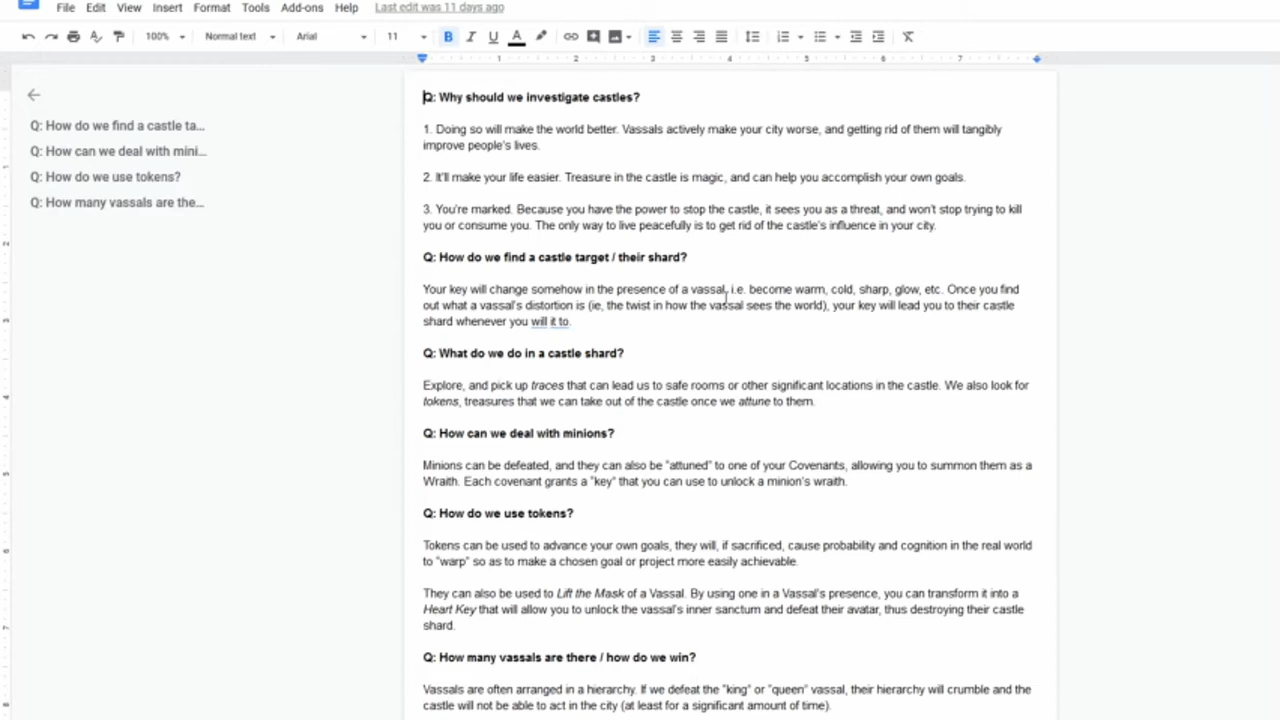 File Edit View Insert Format Tools Add-ons Help Last edit was 11 days ago
100% Normal text Arial 11 B I U A
1 2 3 4 5 6 7
Q: How do we find a castle ta...
Q: How can we deal with mini...
Q: How do we use tokens?
Q: How many vassals are the...
Q: Why should we investigate castles?
1. Doing so will make the world better. Vassals actively make your city worse, and getting rid of them will tangibly
improve people's lives.
2. It'll make your life easier. Treasure in the castle is magic, and can help you accomplish your own goals.
3. You're marked. Because you have the power to stop the castle, it sees you as a threat, and won't stop trying to kill
you or consume you. The only way to live peacefully is to get rid of the castle's influence in your city.
Q: How do we find a castle target / their shard?
Your key will change somehow in the presence of a vassal, i.e. become warm, cold, sharp, glow, etc. Once you find
out what a vassal's distortion is (ie, the twist in how the vassal sees the world), your key will lead you to their castle
shard whenever you will it to.
Q: What do we do in a castle shard?
Explore, and pick up traces that can lead us to safe rooms or other significant locations in the castle. We also look for
tokens, treasures that we can take out of the castle once we attune to them.
Q: How can we deal with minions?
Minions can be defeated, and they can also be "attuned" to one of your Covenants, allowing you to summon them as a
Wraith. Each covenant grants a "key" that you can use to unlock a minion's wraith.
Q: How do we use tokens?
Tokens can be used to advance your own goals, they will, if sacrificed, cause probability and cognition in the real world
to "warp" so as to make a chosen goal or project more easily achievable.
They can also be used to Lift the Mask of a Vassal. By using one in a Vassal's presence, you can transform it into a
Heart Key that will allow you to unlock the vassal's inner sanctum and defeat their avatar, thus destroying their castle
shard.
Q: How many vassals are there / how do we win?
Vassals are often arranged in a hierarchy. If we defeat the "king" or "queen" vassal, their hierarchy will crumble and the
castle will not be able to act in the city (at least for a significant amount of time).